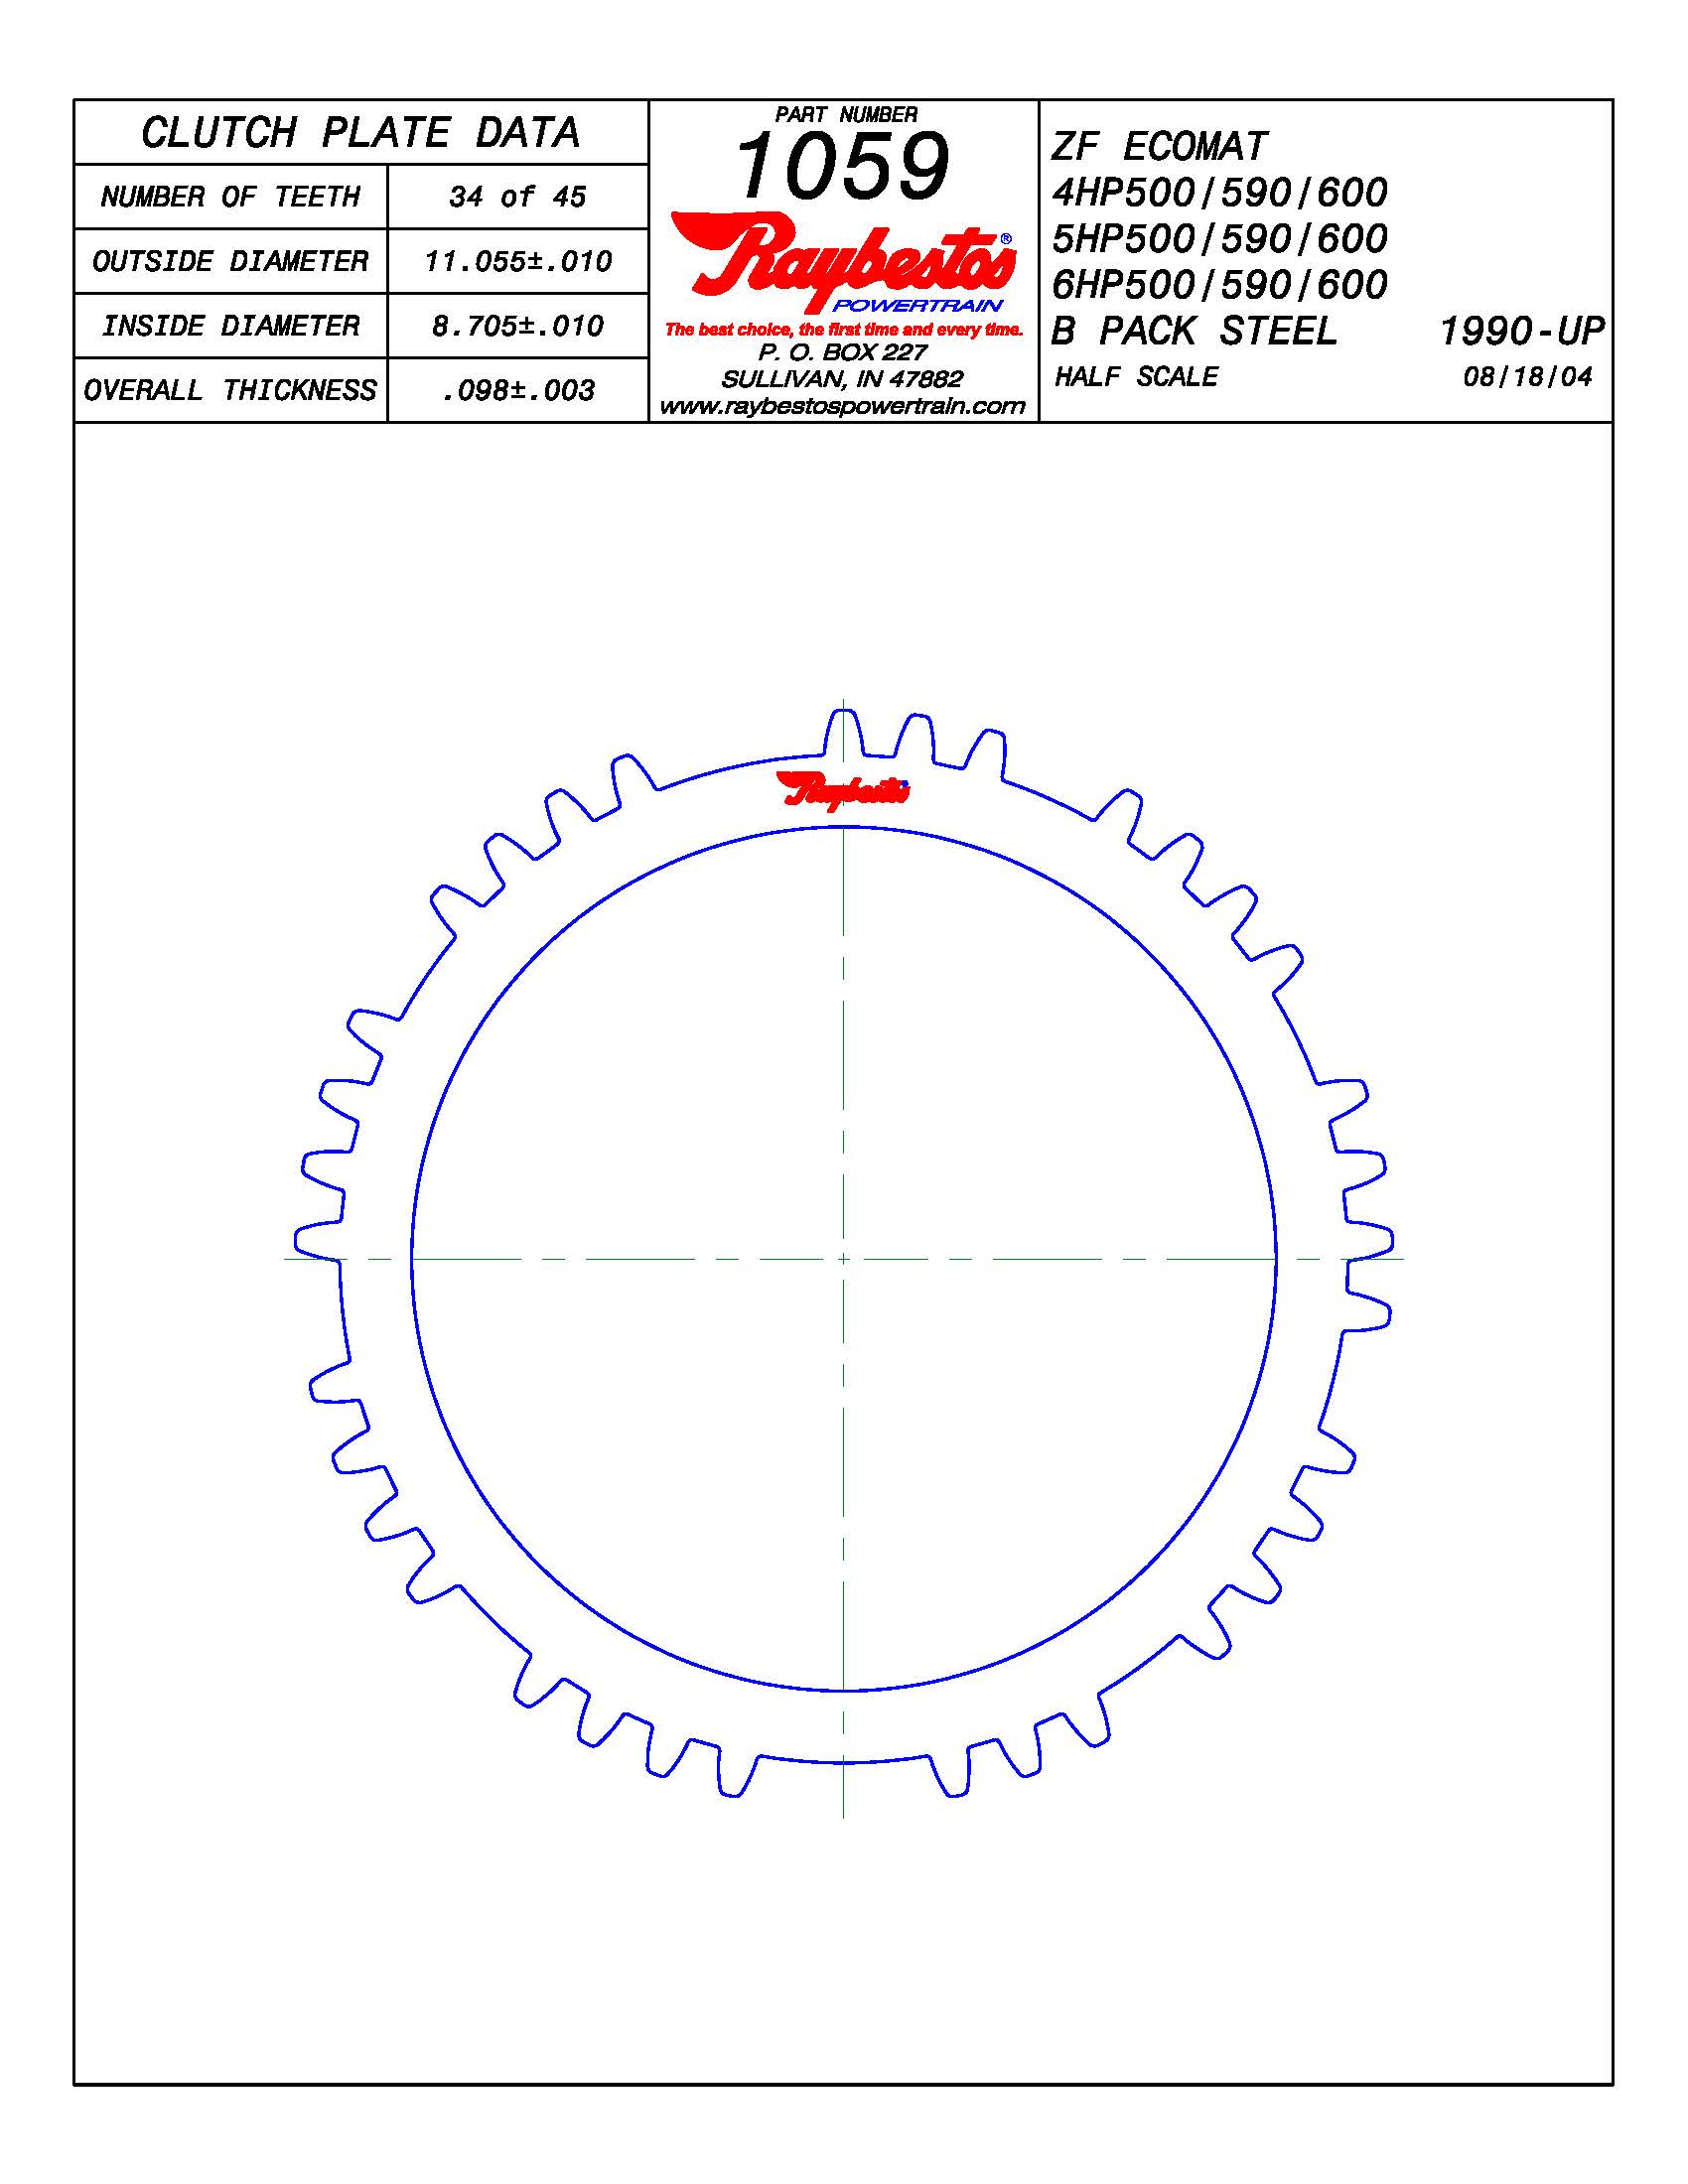 CLUTCH PLATE DATA
NUMBER OF TEETH 34 of 45
OUTSIDE DIAMETER 11.055±.010
INSIDE DIAMETER 8.705±.010
OVERALL THICKNESS .098±.003
PART NUMBER
1059
Raybestos®
POWERTRAIN
The best choice, the first time and every time.
P. O. BOX 227
SULLIVAN, IN 47882
www.raybestospowertrain.com
ZF ECOMAT
4HP500/590/600
5HP500/590/600
6HP500/590/600
B PACK STEEL 1990-UP
HALF SCALE 08/18/04
Raybestos